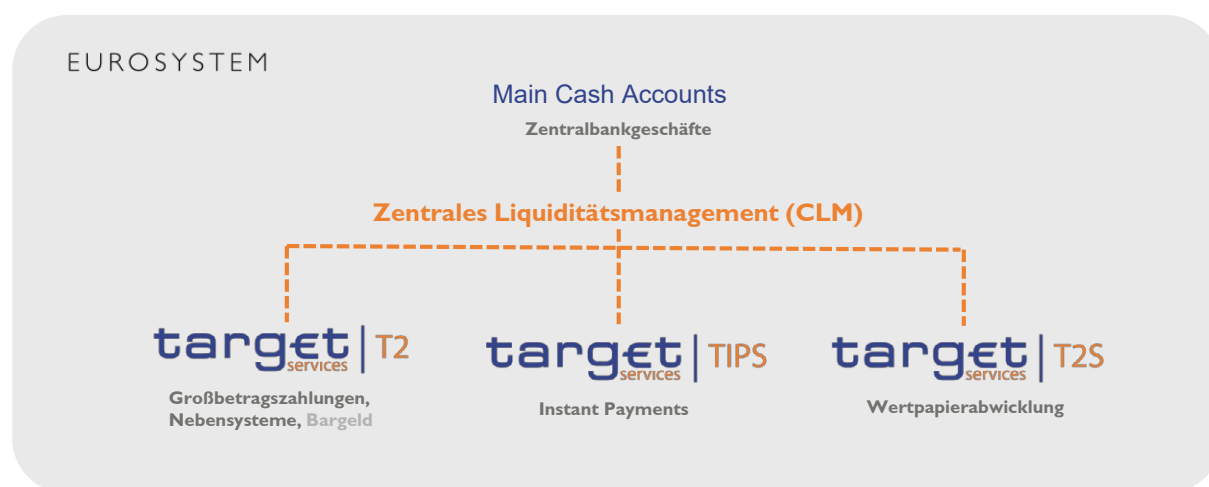 EUROSYSTEM
Main Cash Accounts
Zentralbankgeschäfte
Zentrales Liquiditätsmanagement (CLM)
target services | T2
Großbetragszahlungen,
Nebensysteme, Bargeld
target services | TIPS
Instant Payments
target services | T2S
Wertpapierabwicklung